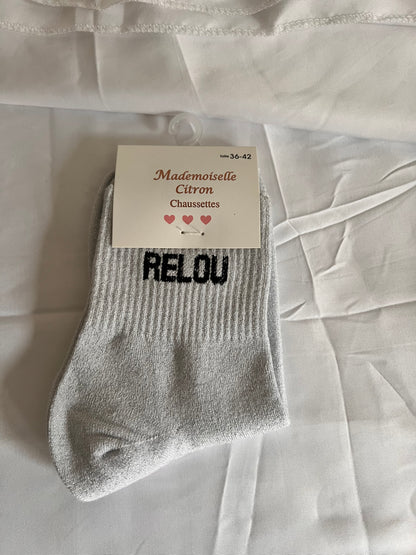 Taille 36-42
Mademoiselle
Citron
Chaussettes
RELOU